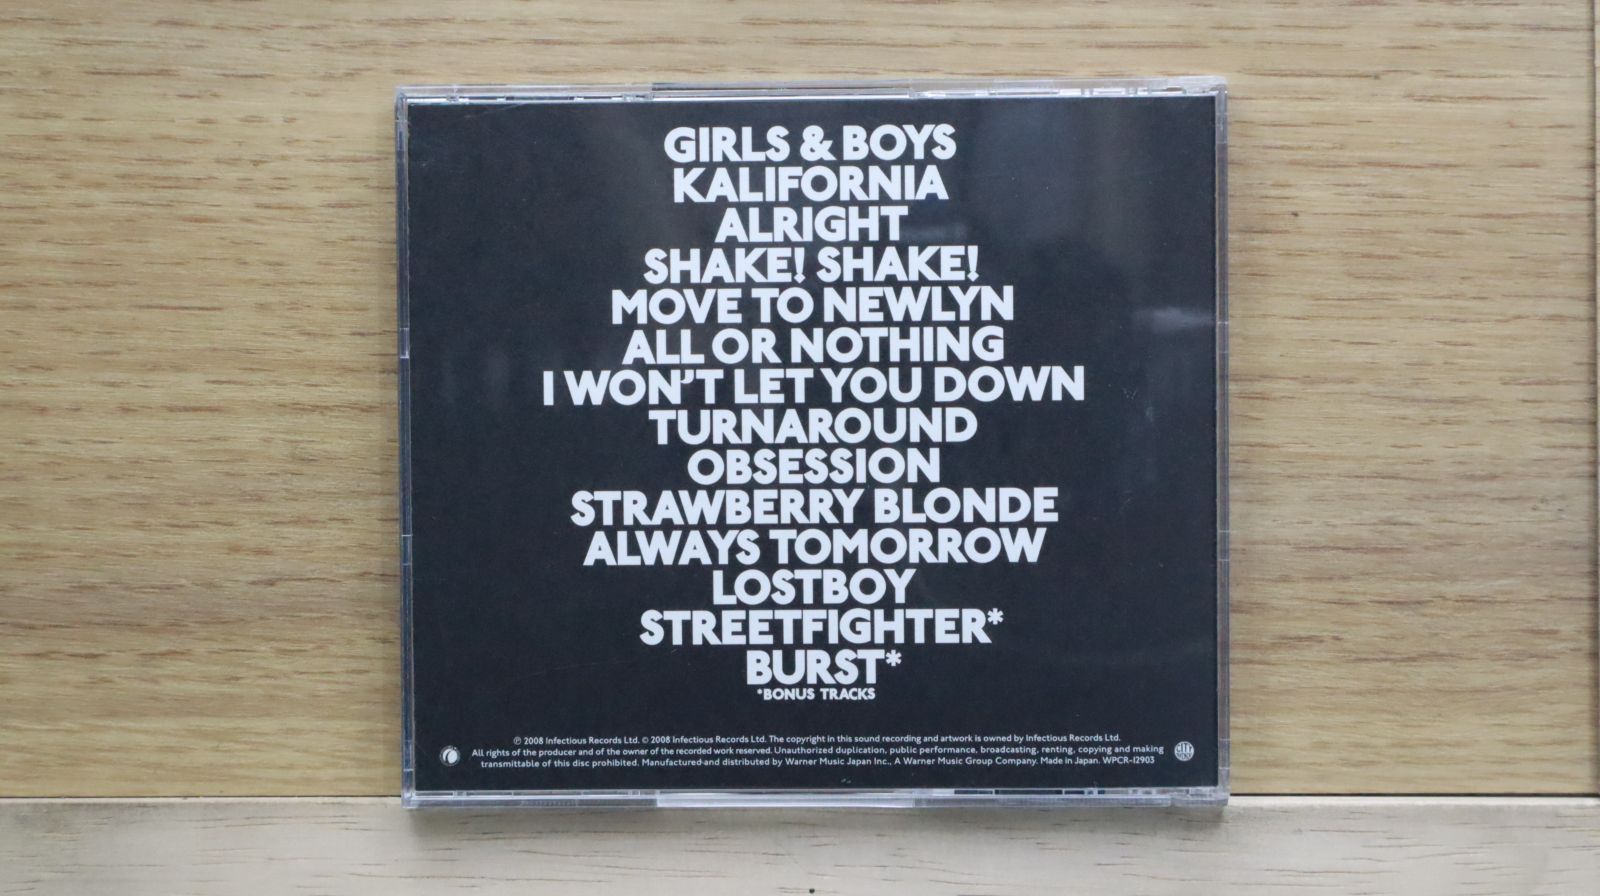 GIRLS & BOYS
KALIFORNIA
ALRIGHT
SHAKE! SHAKE!
MOVE TO NEWLYN
ALL OR NOTHING
I WON'T LET YOU DOWN
TURNAROUND
OBSESSION
STRAWBERRY BLONDE
ALWAYS TOMORROW
LOSTBOY
STREETFIGHTER*
BURST*
*BONUS TRACKS
℗ 2008 Infectious Records Ltd. © 2008 Infectious Records Ltd. The copyright in this sound recording and artwork is owned by Infectious Records Ltd.
All rights of the producer and of the owner of the recorded work reserved. Unauthorized duplication, public performance, broadcasting, renting, copying and making
transmittable of this disc prohibited. Manufactured and distributed by Warner Music Japan Inc., A Warner Music Group Company. Made in Japan. WPCR-12903